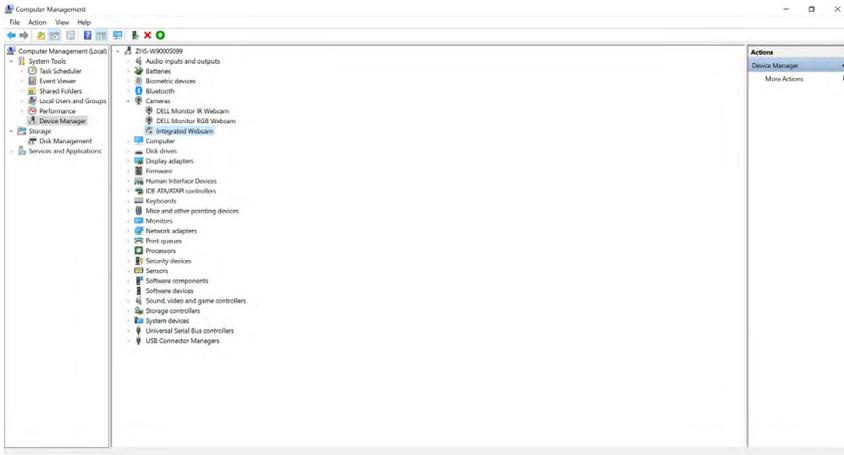 Computer Management
File Action View Help
Computer Management (Local)
System Tools
Task Scheduler
Event Viewer
Shared Folders
Local Users and Groups
Performance
Device Manager
Storage
Disk Management
Services and Applications
ZHS-W90005099
Audio inputs and outputs
Batteries
Biometric devices
Bluetooth
Cameras
DELL Monitor IR Webcam
DELL Monitor RGB Webcam
Integrated Webcam
Computer
Disk drives
Display adapters
Firmware
Human Interface Devices
IDE ATA/ATAPI controllers
Keyboards
Mice and other pointing devices
Monitors
Network adapters
Print queues
Processors
Security devices
Sensors
Software components
Software devices
Sound, video and game controllers
Storage controllers
System devices
Universal Serial Bus controllers
USB Connector Managers
Actions
Device Manager
More Actions